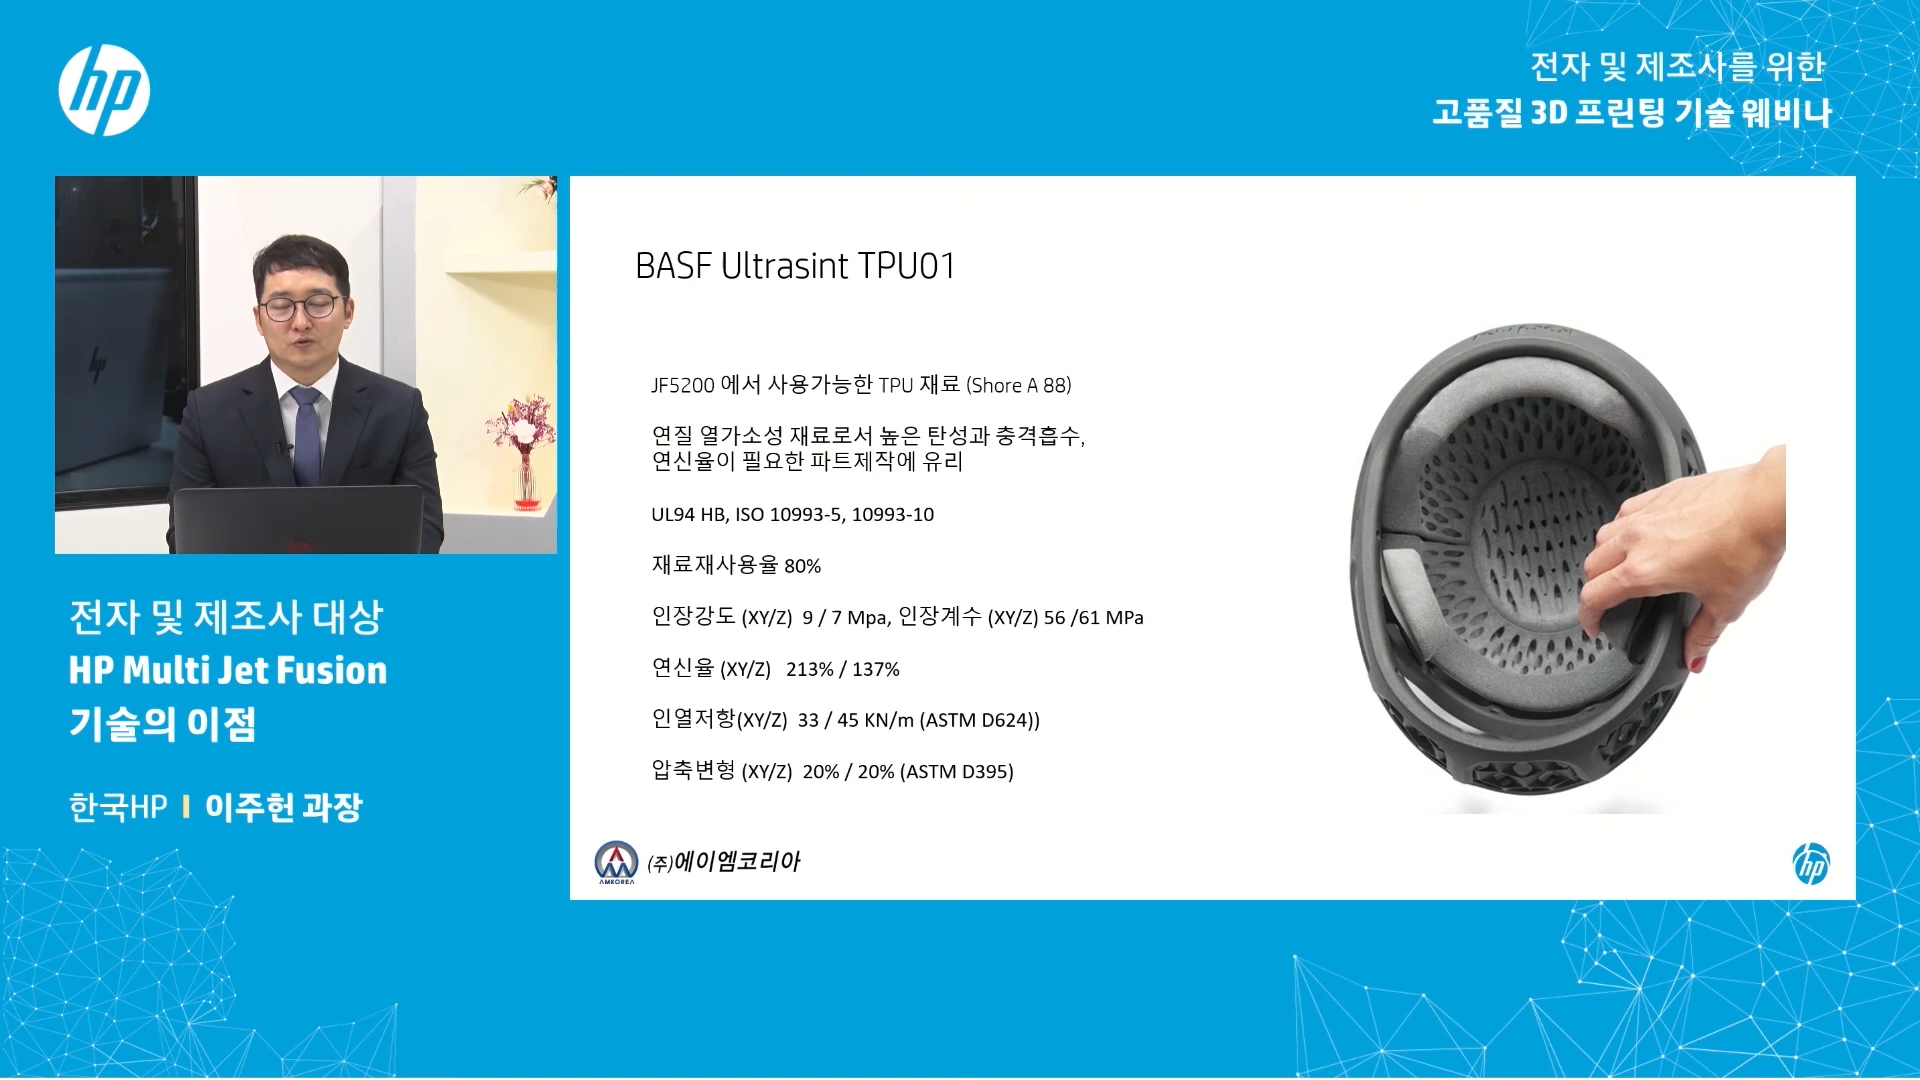 hp
전자 및 제조사를 위한
고품질 3D 프린팅 기술 웨비나
hp
전자 및 제조사 대상
HP Multi Jet Fusion
기술의 이점
한국HP | 이주헌 과장
BASF Ultrasint TPU01
JF5200 에서 사용가능한 TPU 재료 (Shore A 88)
연질 열가소성 재료로서 높은 탄성과 충격흡수,
연신율이 필요한 파트제작에 유리
UL94 HB, ISO 10993-5, 10993-10
재료재사용율 80%
인장강도 (XY/Z) 9 / 7 Mpa, 인장계수 (XY/Z) 56 /61 MPa
연신율 (XY/Z) 213% / 137%
인열저항(XY/Z) 33 / 45 KN/m (ASTM D624))
압축변형 (XY/Z) 20% / 20% (ASTM D395)
AMKOREA
(주)에이엠코리아
hp